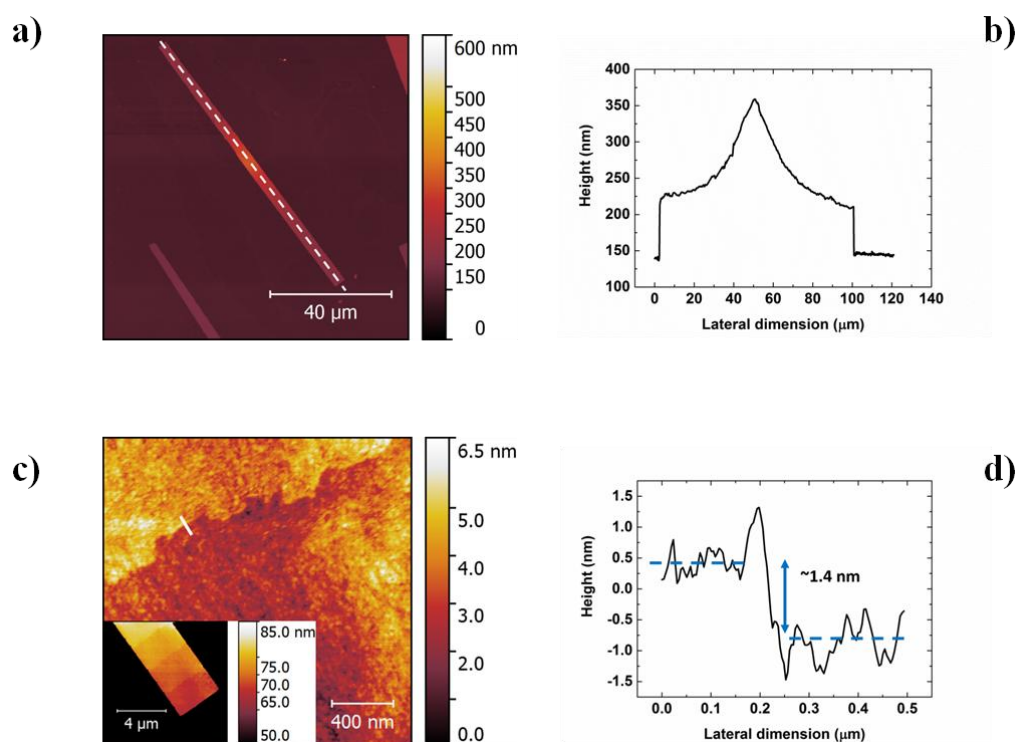 a)
600 nm
500
450
400
350
300
250
200
150
0
40 µm
b)
400
350
300
250
200
150
100
Height (nm)
0 20 40 60 80 100 120 140
Lateral dimension (µm)
c)
6.5 nm
5.0
4.0
3.0
2.0
0.0
400 nm
85.0 nm
75.0
70.0
65.0
50.0
4 µm
d)
1.5
1.0
0.5
0.0
-0.5
-1.0
-1.5
Height (nm)
~1.4 nm
0.0 0.1 0.2 0.3 0.4 0.5
Lateral dimension (µm)